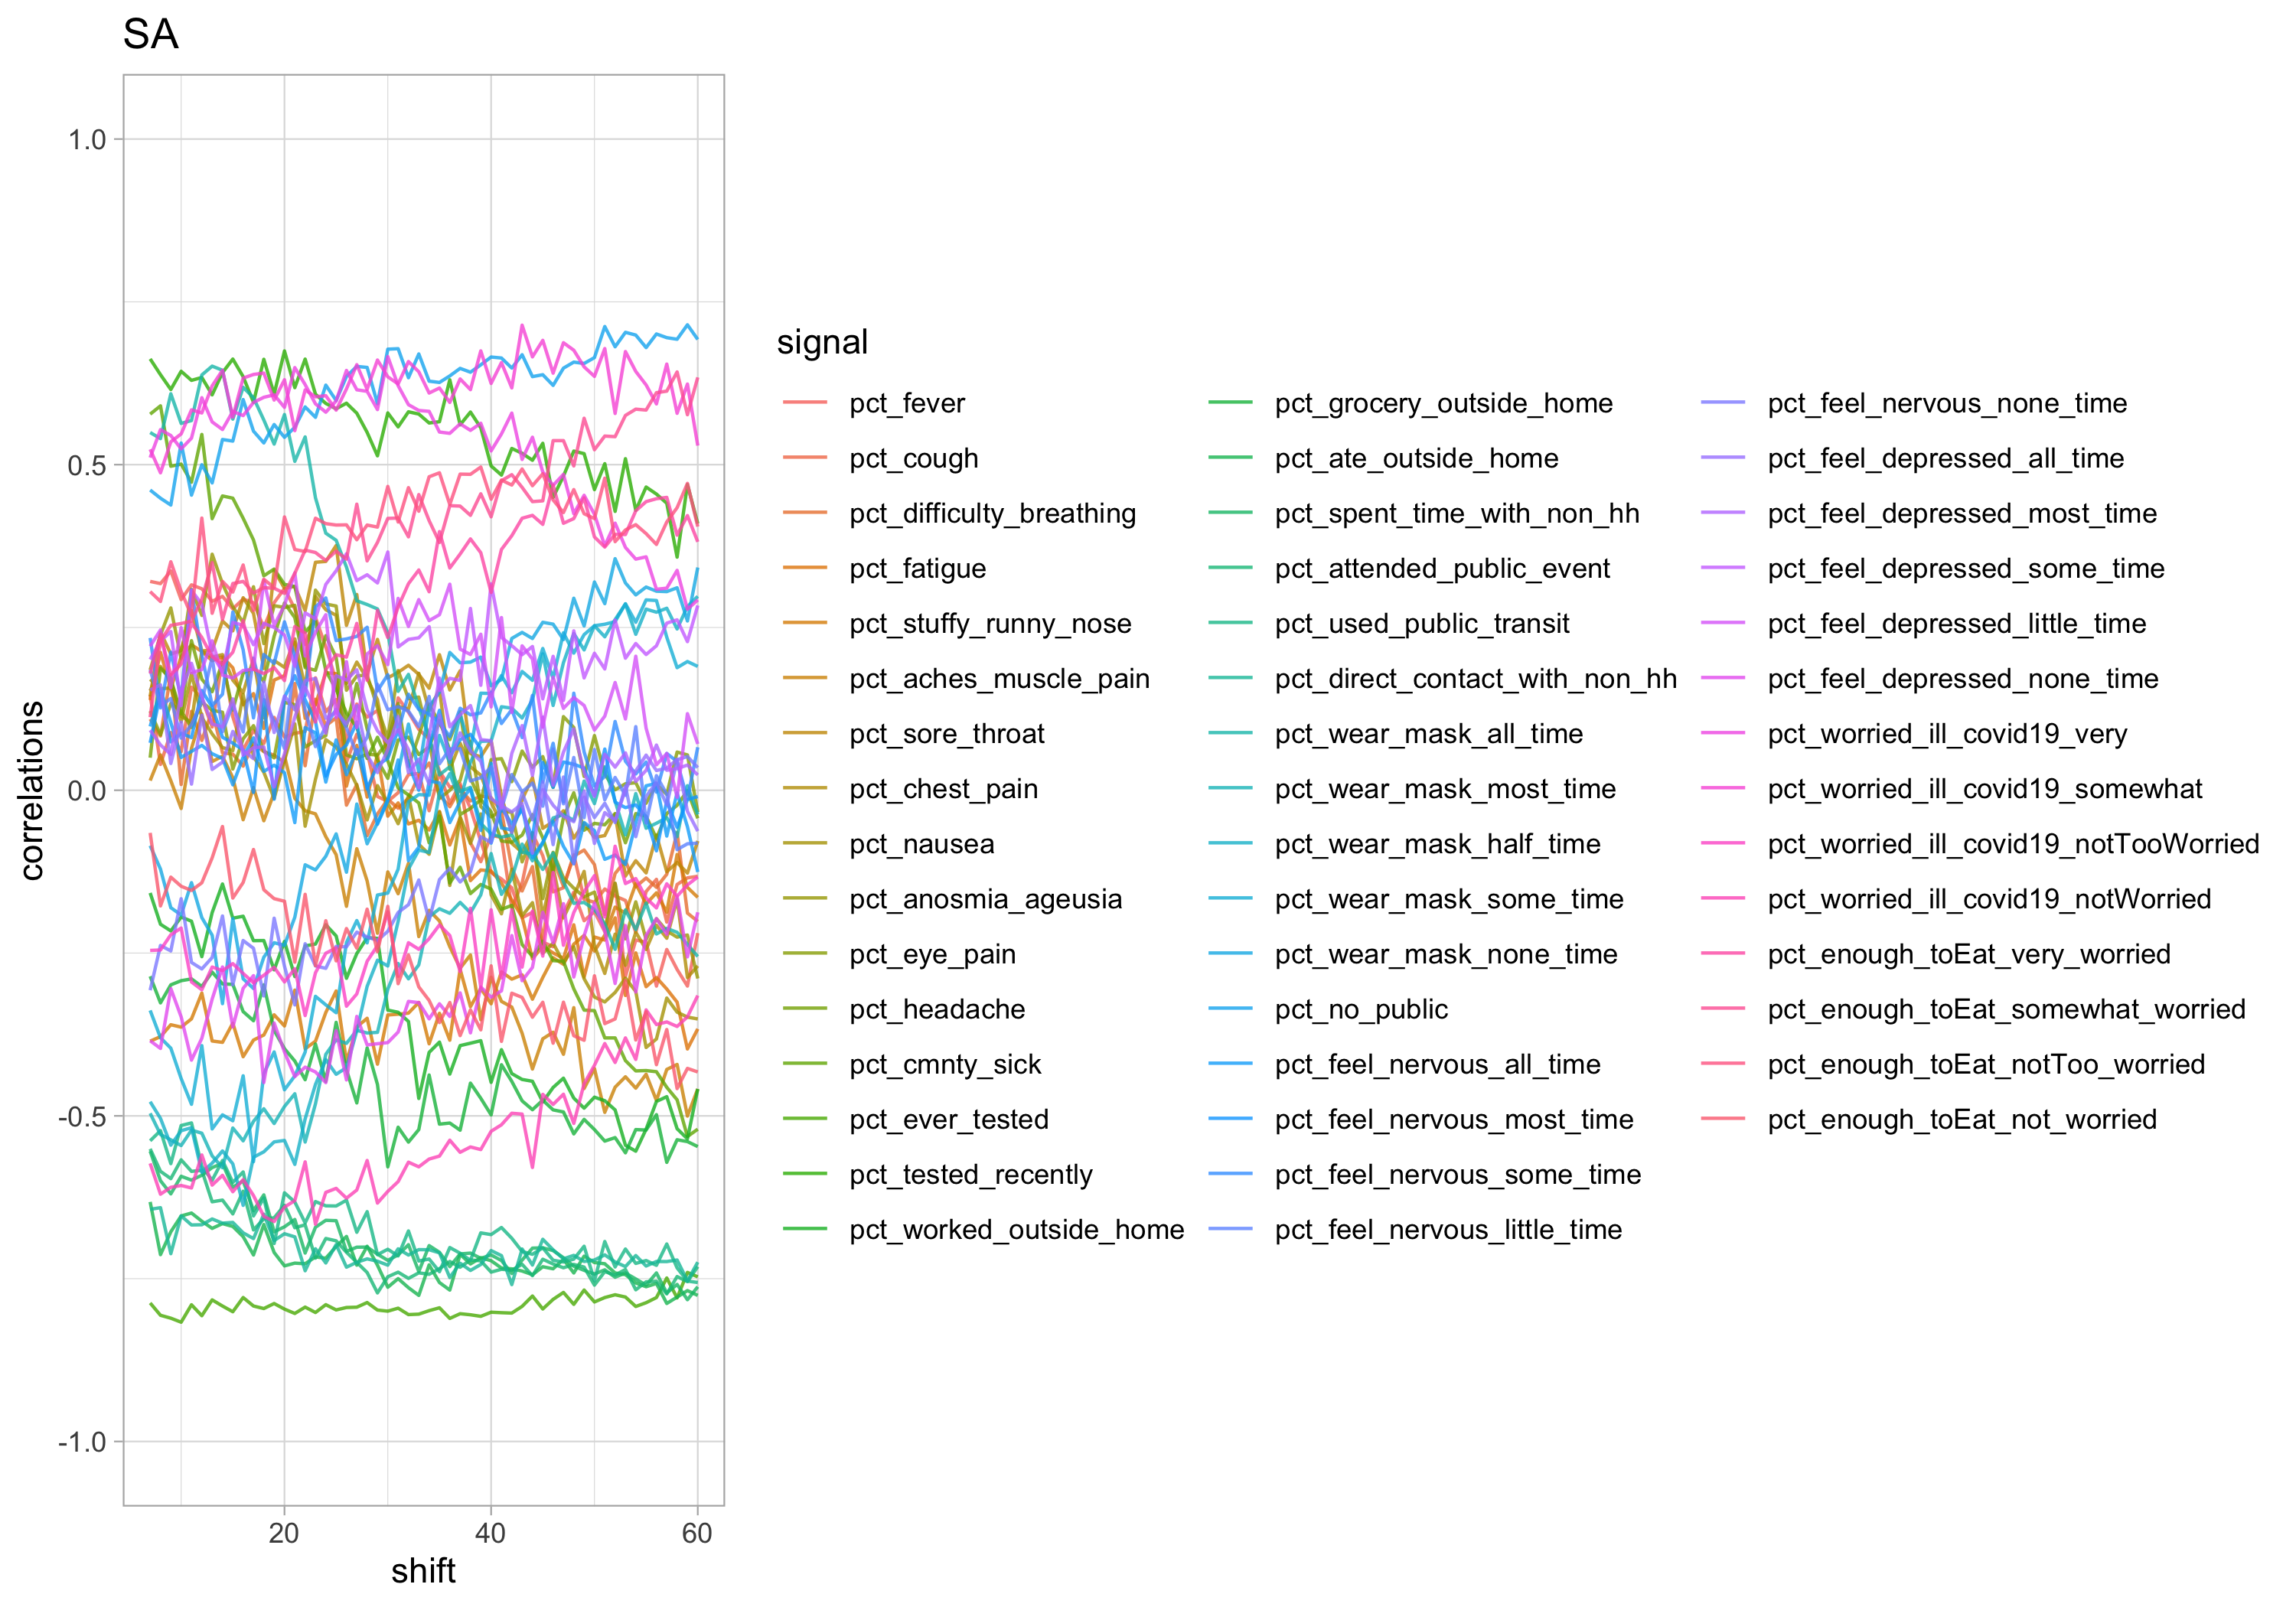 SA
1.0
0.5
0.0
-0.5
-1.0
correlations
20
40
60
shift
signal
pct_fever
pct_cough
pct_difficulty_breathing
pct_fatigue
pct_stuffy_runny_nose
pct_aches_muscle_pain
pct_sore_throat
pct_chest_pain
pct_nausea
pct_anosmia_ageusia
pct_eye_pain
pct_headache
pct_cmnty_sick
pct_ever_tested
pct_tested_recently
pct_worked_outside_home
pct_grocery_outside_home
pct_ate_outside_home
pct_spent_time_with_non_hh
pct_attended_public_event
pct_used_public_transit
pct_direct_contact_with_non_hh
pct_wear_mask_all_time
pct_wear_mask_most_time
pct_wear_mask_half_time
pct_wear_mask_some_time
pct_wear_mask_none_time
pct_no_public
pct_feel_nervous_all_time
pct_feel_nervous_most_time
pct_feel_nervous_some_time
pct_feel_nervous_little_time
pct_feel_nervous_none_time
pct_feel_depressed_all_time
pct_feel_depressed_most_time
pct_feel_depressed_some_time
pct_feel_depressed_little_time
pct_feel_depressed_none_time
pct_worried_ill_covid19_very
pct_worried_ill_covid19_somewhat
pct_worried_ill_covid19_notTooWorried
pct_worried_ill_covid19_notWorried
pct_enough_toEat_very_worried
pct_enough_toEat_somewhat_worried
pct_enough_toEat_notToo_worried
pct_enough_toEat_not_worried